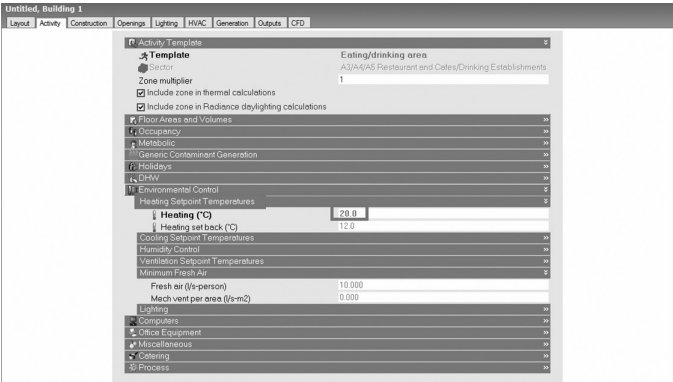 Untitled, Building 1
Layout Activity Construction Openings Lighting HVAC Generation Outputs CFD
Activity Template
Template Eating/drinking area
Sector A3/A4/A5 Restaurant and Cafes/Drinking Establishments
Zone multiplier 1
Include zone in thermal calculations
Include zone in Radiance daylighting calculations
Floor Areas and Volumes
Occupancy
Metabolic
Generic Contaminant Generation
Holidays
DHW
Environmental Control
Heating Setpoint Temperatures
Heating (°C) 20.0
Heating set back (°C) 12.0
Cooling Setpoint Temperatures
Humidity Control
Ventilation Setpoint Temperatures
Minimum Fresh Air
Fresh air (l/s-person) 10.000
Mech vent per area (l/s-m2) 0.000
Lighting
Computers
Office Equipment
Miscellaneous
Catering
Process